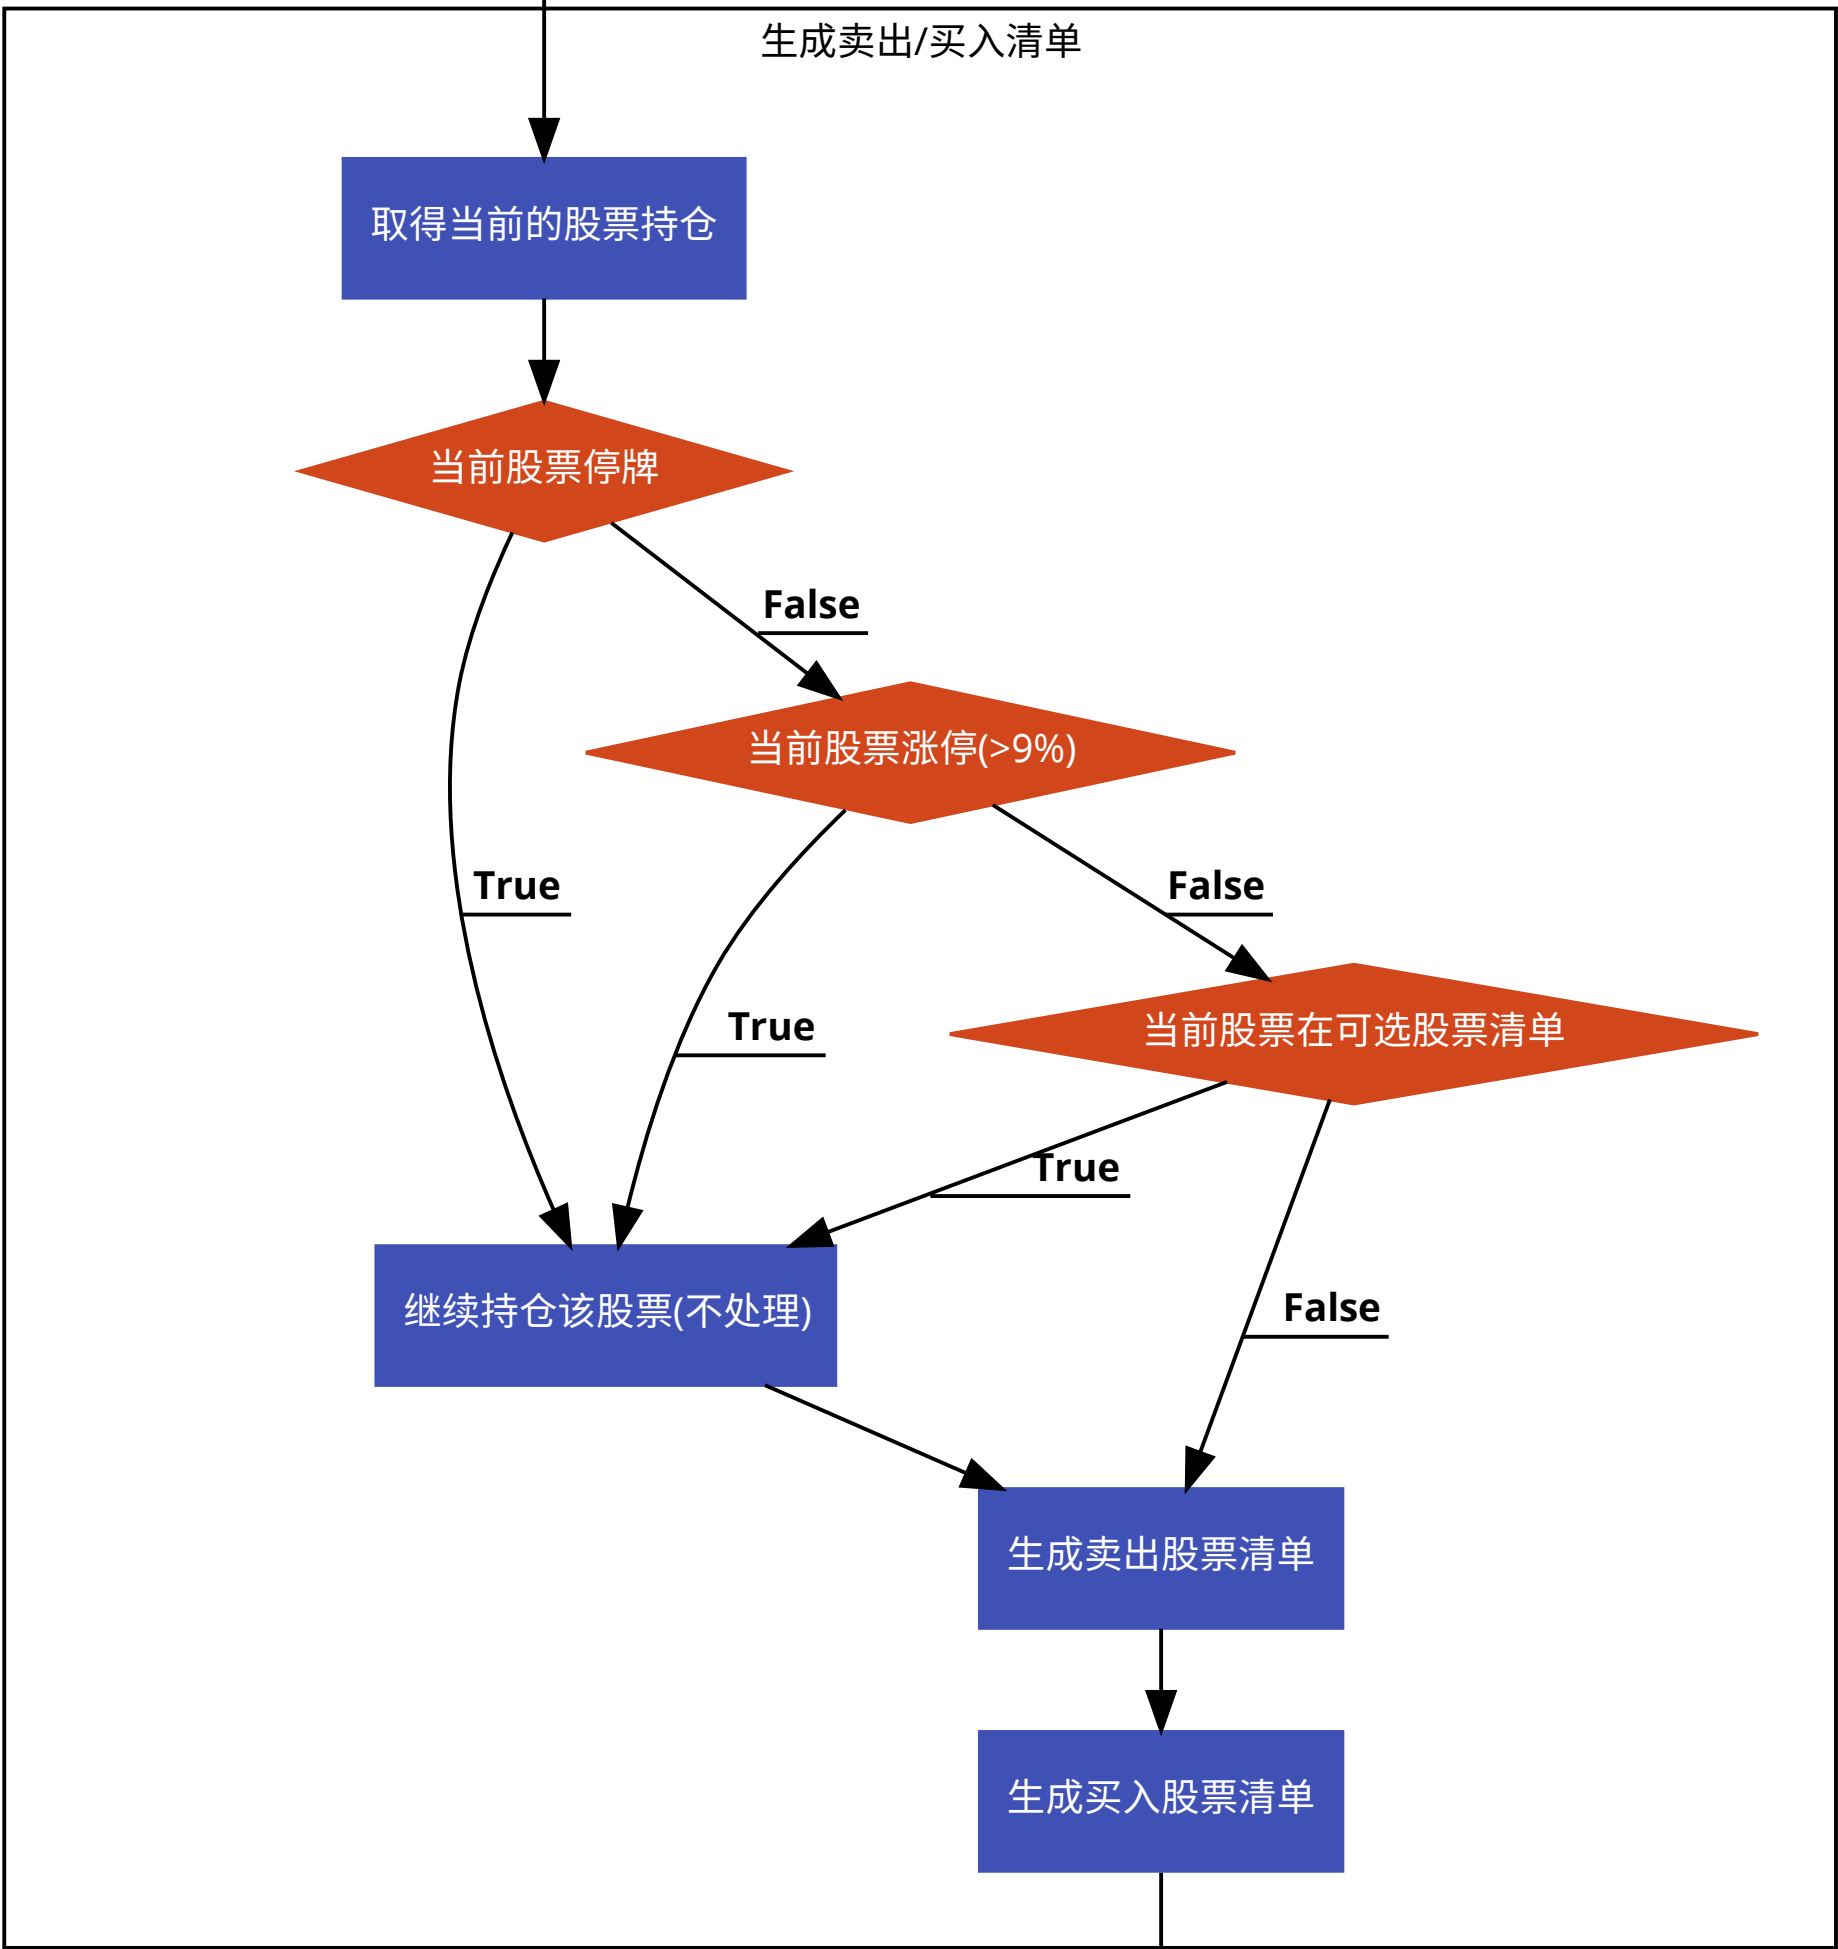 生成卖出/买入清单
取得当前的股票持仓
当前股票停牌
False
当前股票涨停(>9%)
True
False
True
当前股票在可选股票清单
True
False
继续持仓该股票(不处理)
生成卖出股票清单
生成买入股票清单